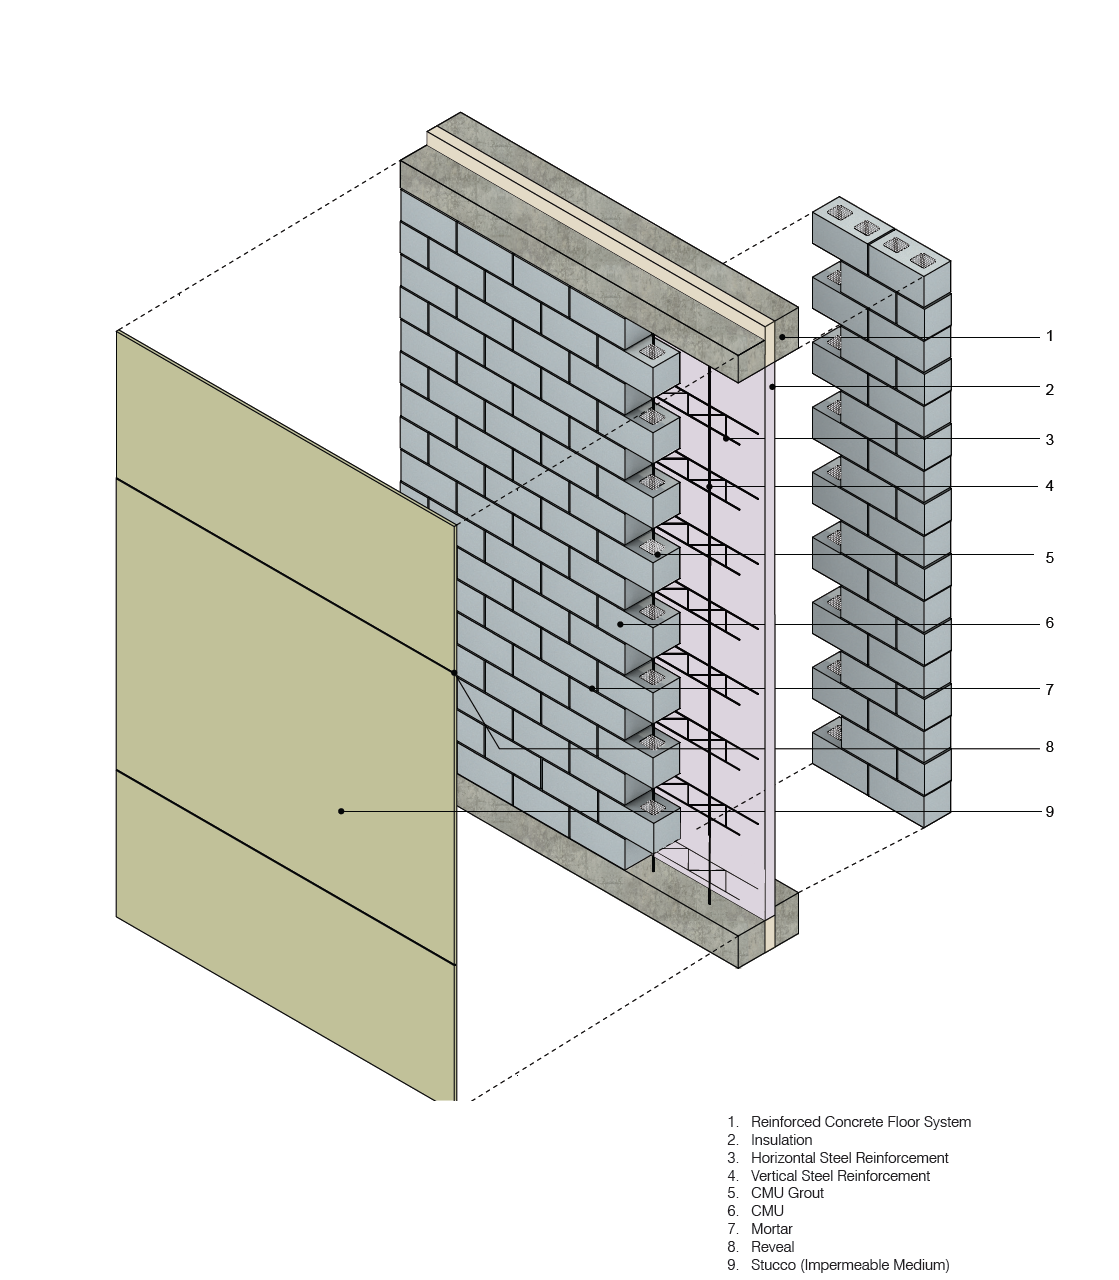 1
2
3
4
5
6
7
8
9
1. Reinforced Concrete Floor System
2. Insulation
3. Horizontal Steel Reinforcement
4. Vertical Steel Reinforcement
5. CMU Grout
6. CMU
7. Mortar
8. Reveal
9. Stucco (Impermeable Medium)